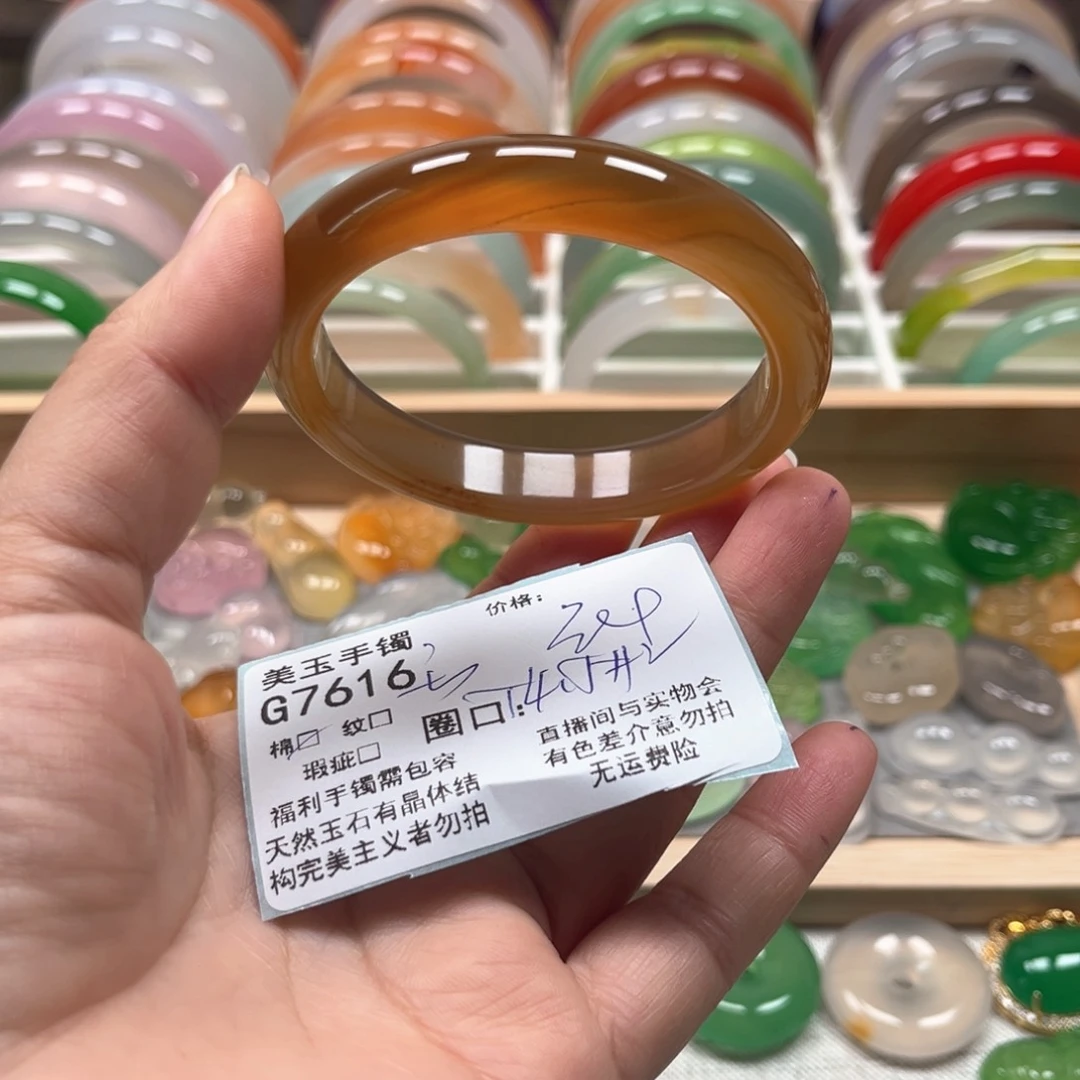 价格:
美玉手镯
G7616
棉☑ 纹□
圈口:
瑕疵□
福利手镯需包容
天然玉石有晶体结
构完美主义者勿拍
直播间与实物会
有色差介意勿拍
无运费险